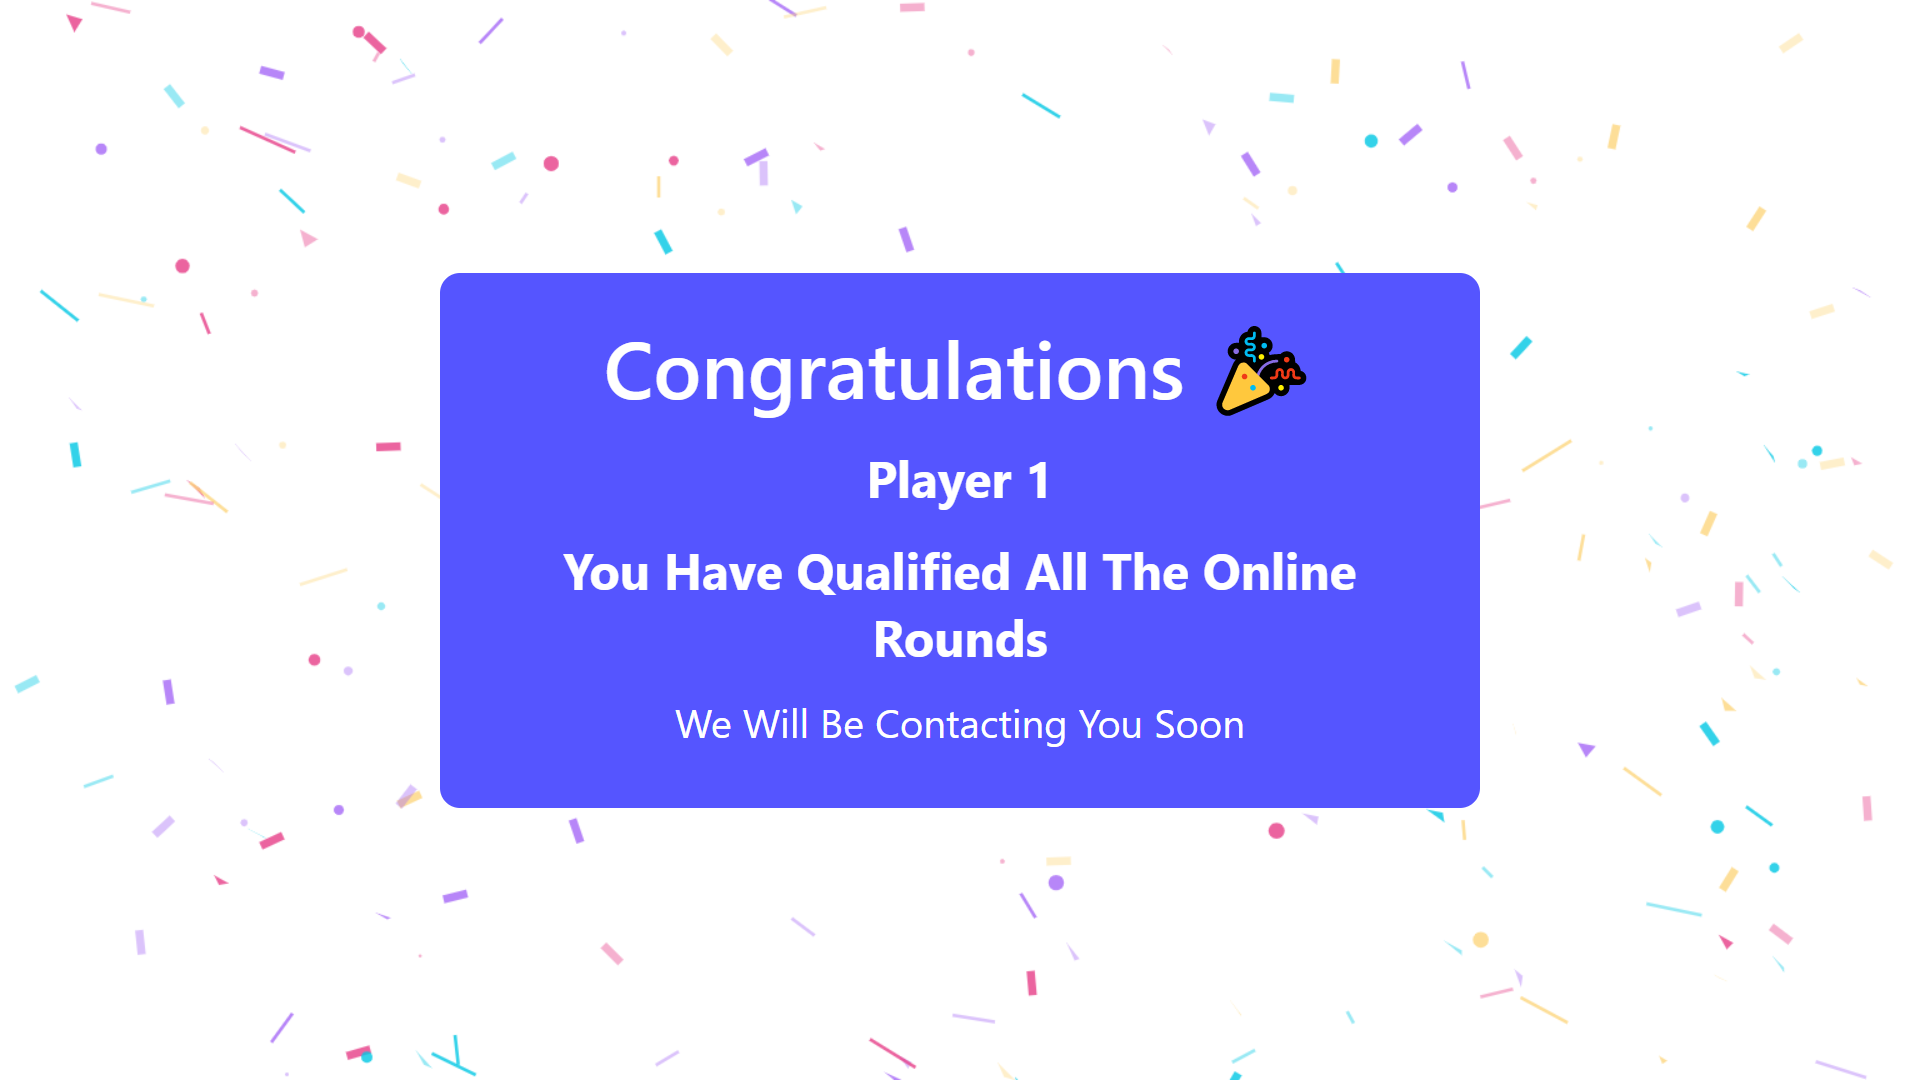 Congratulations
Player 1
You Have Qualified All The Online
Rounds
We Will Be Contacting You Soon